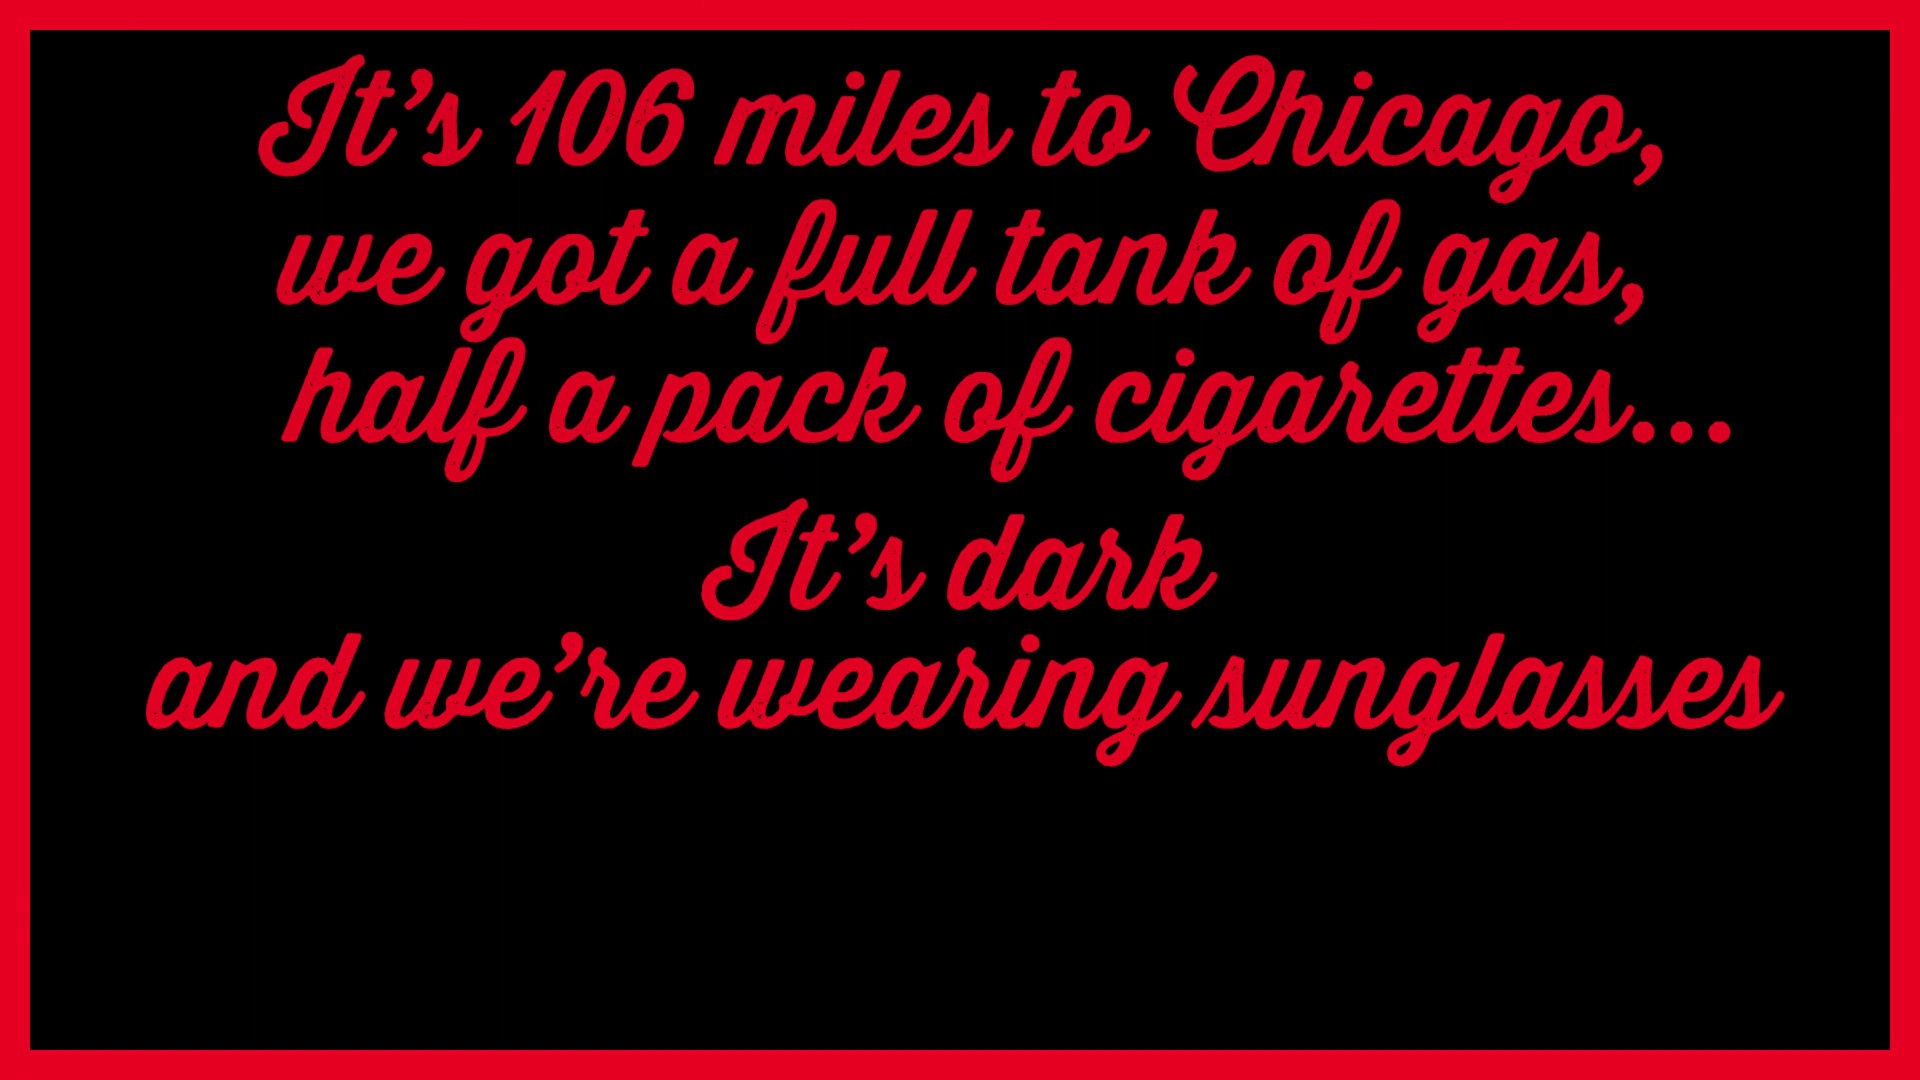 It’s 106 miles to Chicago,
we got a full tank of gas,
half a pack of cigarettes...
It’s dark
and we’re wearing sunglasses